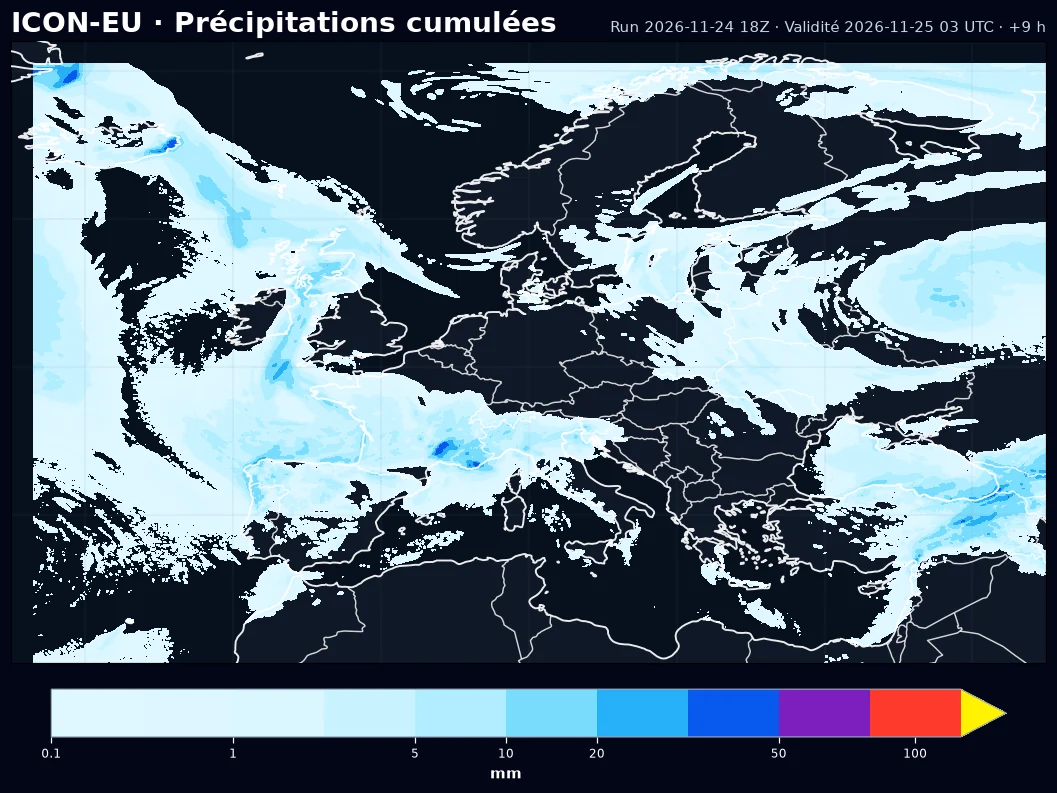 ICON-EU · Précipitations cumulées
Run 2026-11-24 18Z · Validité 2026-11-25 03 UTC · +9 h
0.1 1 5 10 20 50 100
mm